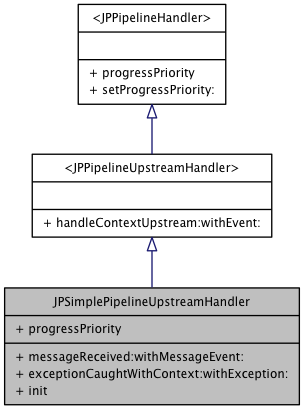 <JPPipelineHandler>
+ progressPriority
+ setProgressPriority:
<JPPipelineUpstreamHandler>
+ handleContextUpstream:withEvent:
JPSimplePipelineUpstreamHandler
+ progressPriority
+ messageReceived:withMessageEvent:
+ exceptionCaughtWithContext:withException:
+ init